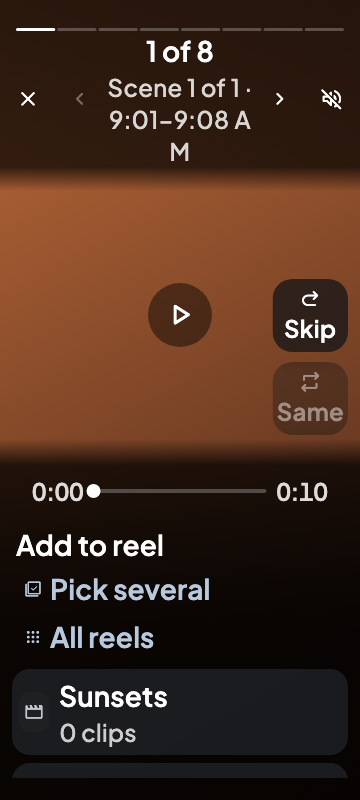 1 of 8
Scene 1 of 1 ·
9:01–9:08 A
M
Skip
Same
0:00
0:10
Add to reel
Pick several
All reels
Sunsets
0 clips